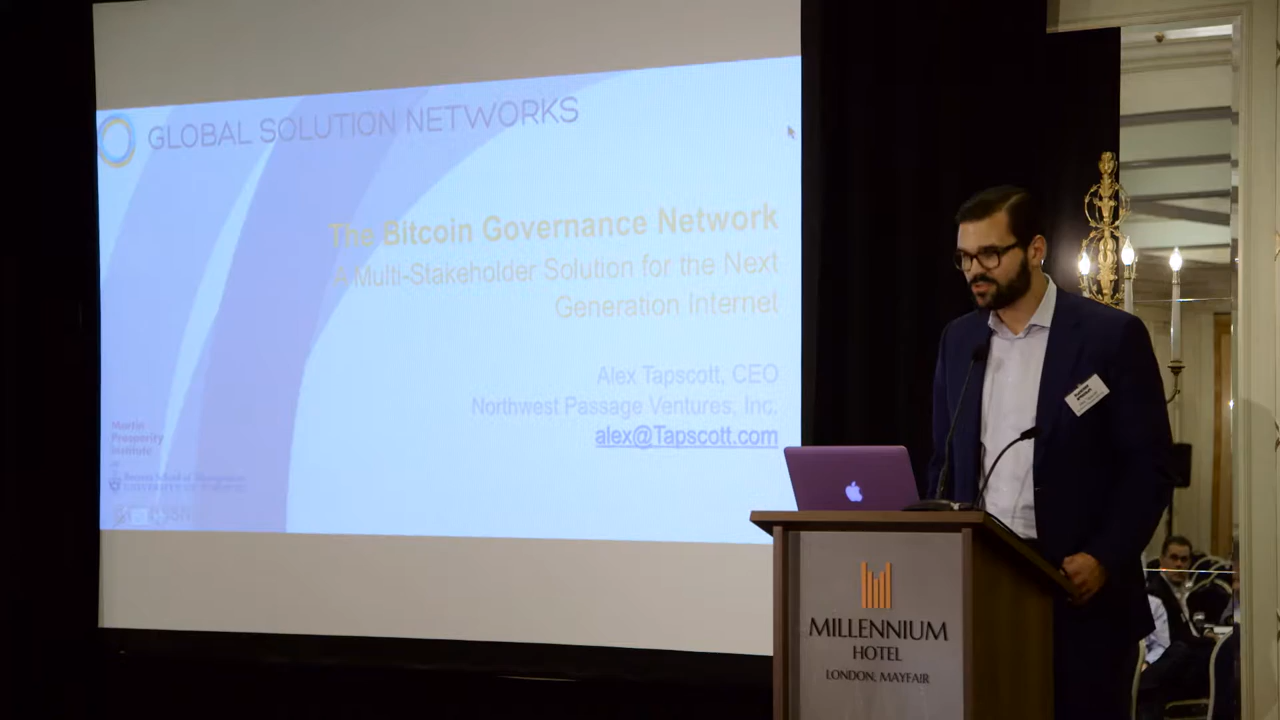 GLOBAL SOLUTION NETWORKS
The Bitcoin Governance Network
A Multi-Stakeholder Solution for the Next
Generation Internet
Alex Tapscott, CEO
Northwest Passage Ventures, Inc.
alex@Tapscott.com
Martin
Prosperity
Institute
MILLENNIUM
HOTEL
LONDON, MAYFAIR